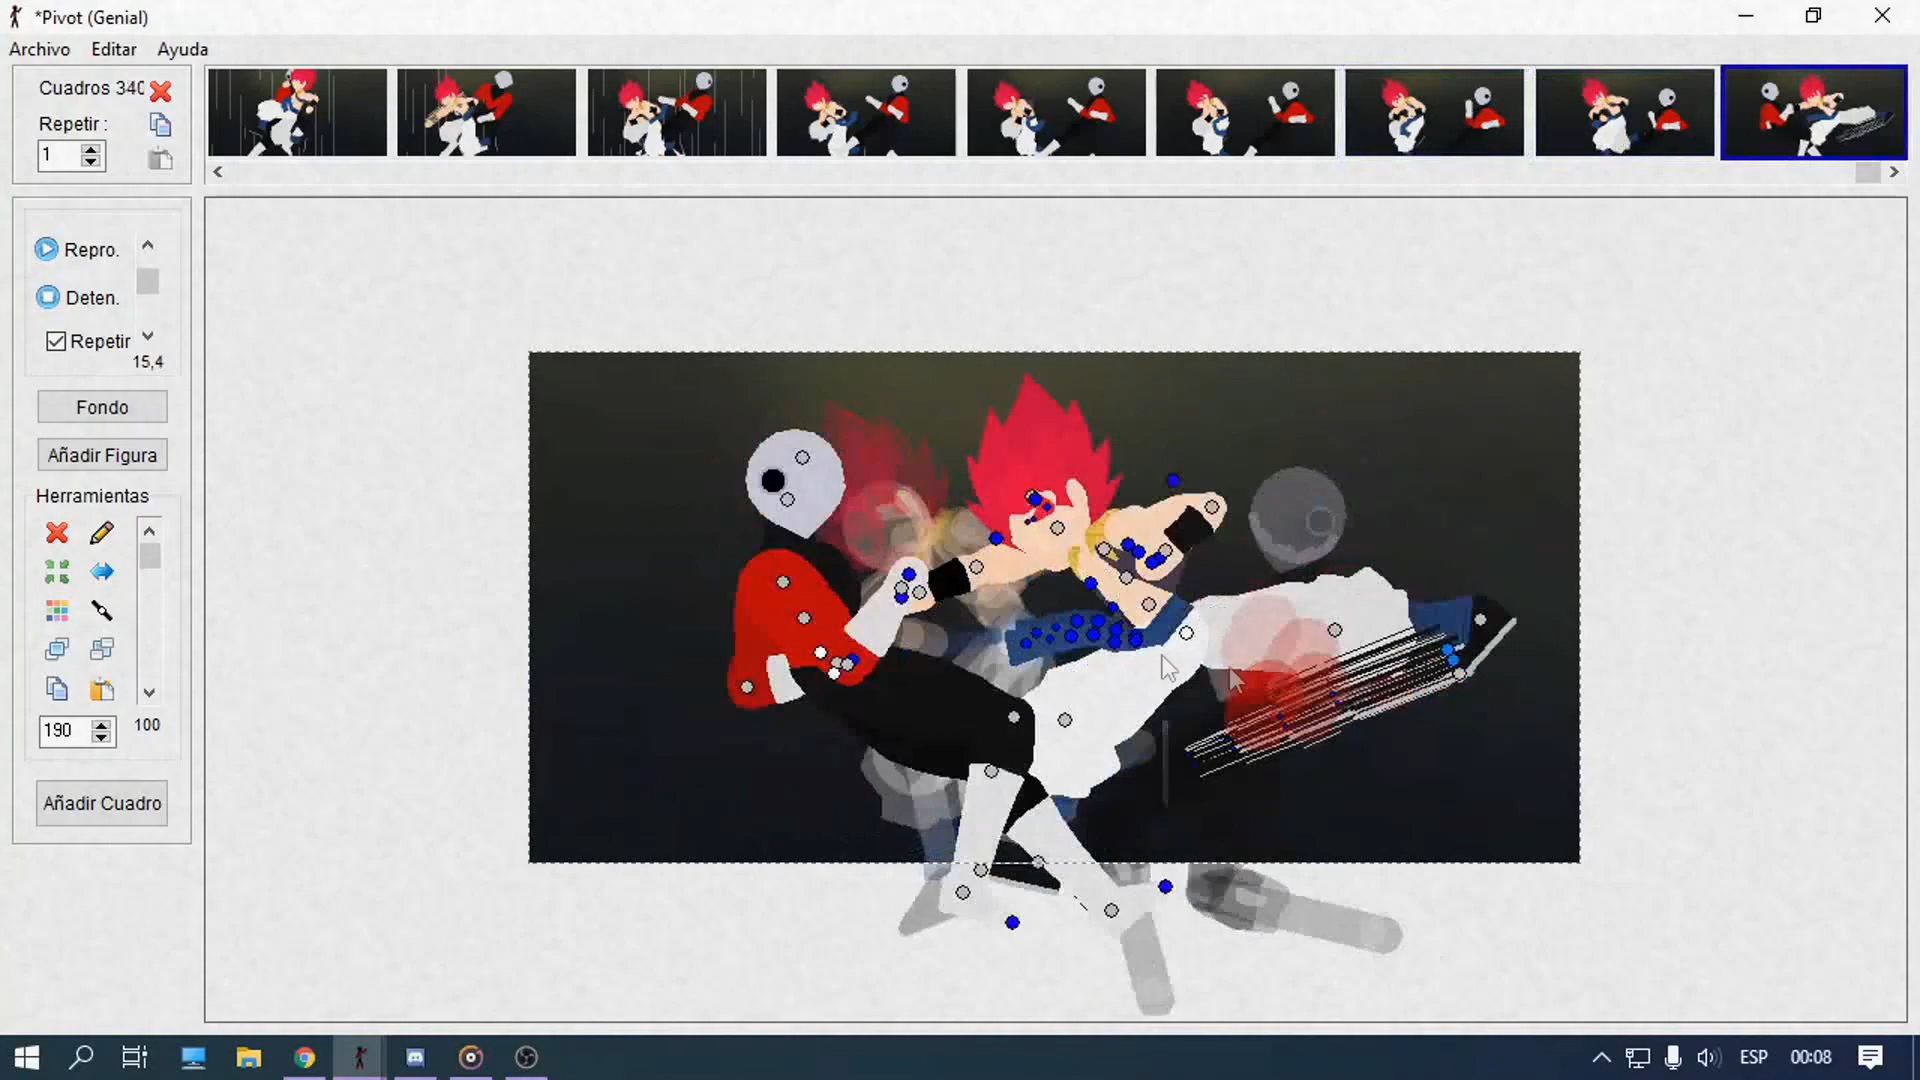 *Pivot (Genial)
Archivo Editar Ayuda
Cuadros 340
Repetir :
1
Repro.
Deten.
Repetir
15,4
Fondo
Añadir Figura
Herramientas
190
100
Añadir Cuadro
ESP 00:08